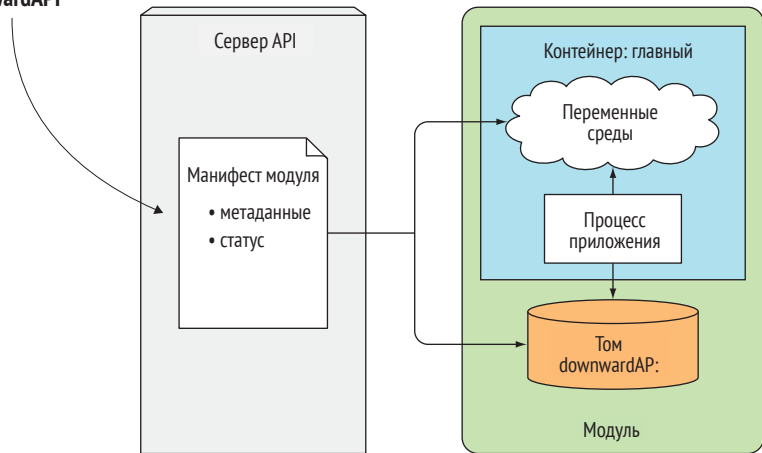 Сервер API
Манифест модуля
• метаданные
• статус
Контейнер: главный
Переменные
среды
Процесс
приложения
Том
downwardAP:
Модуль